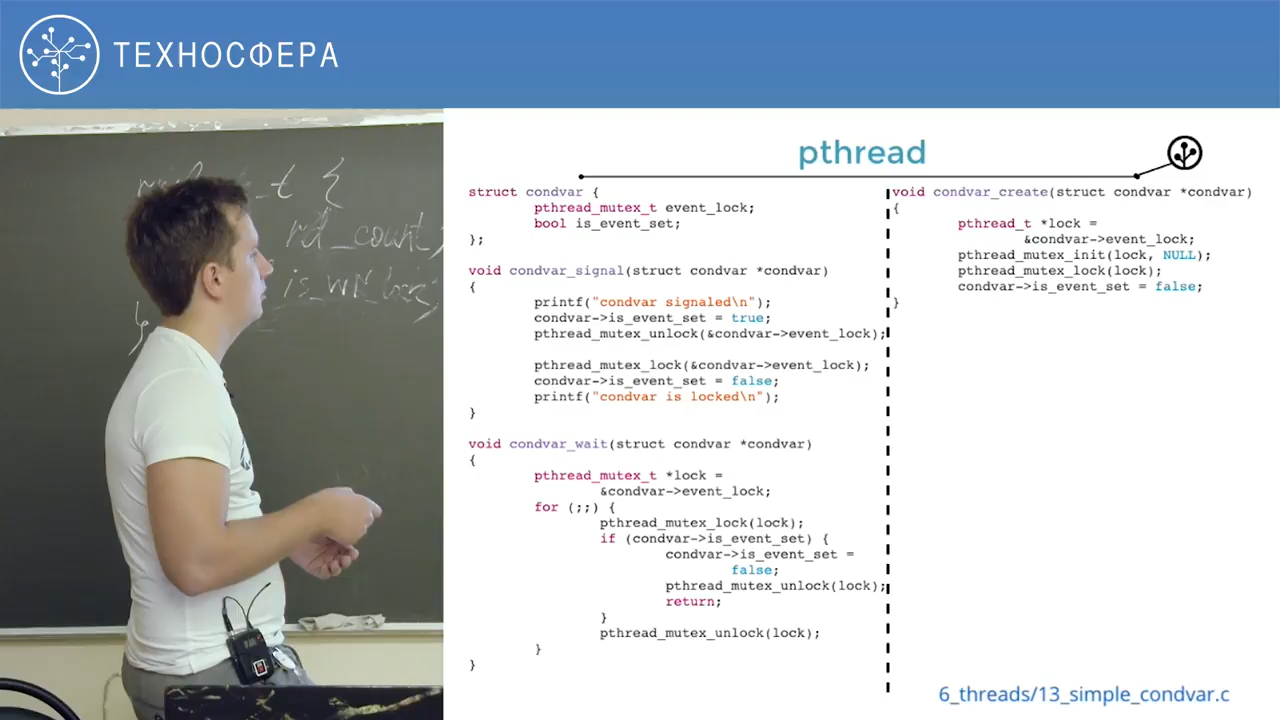 ТЕХНОСФЕРА
_t {
rd_count;
is_wr_lock;
}
pthread
struct condvar {
pthread_mutex_t event_lock;
bool is_event_set;
};
void condvar_signal(struct condvar *condvar)
{
printf("condvar signaled\n");
condvar->is_event_set = true;
pthread_mutex_unlock(&condvar->event_lock);
pthread_mutex_lock(&condvar->event_lock);
condvar->is_event_set = false;
printf("condvar is locked\n");
}
void condvar_wait(struct condvar *condvar)
{
pthread_mutex_t *lock =
&condvar->event_lock;
for (;;) {
pthread_mutex_lock(lock);
if (condvar->is_event_set) {
condvar->is_event_set =
false;
pthread_mutex_unlock(lock);
return;
}
pthread_mutex_unlock(lock);
}
}
void condvar_create(struct condvar *condvar)
{
pthread_t *lock =
&condvar->event_lock;
pthread_mutex_init(lock, NULL);
pthread_mutex_lock(lock);
condvar->is_event_set = false;
}
6_threads/13_simple_condvar.c